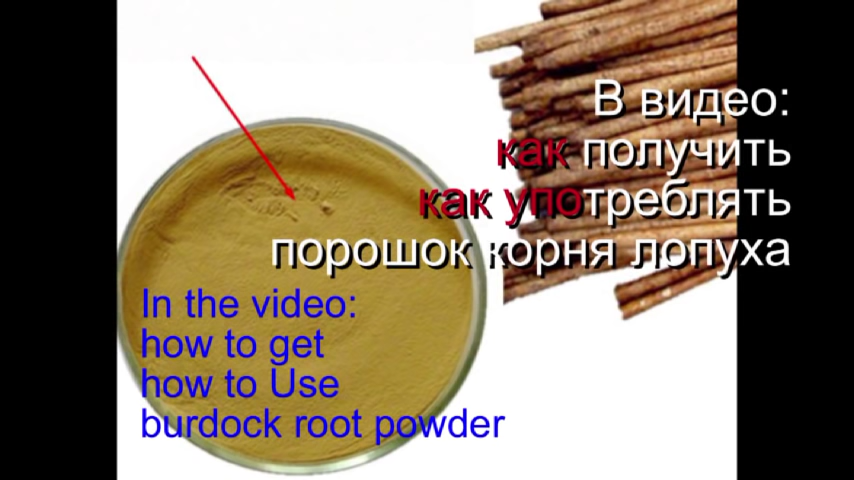 В видео:
как получить
как употреблять
порошок корня лопуха
In the video:
how to get
how to Use
burdock root powder